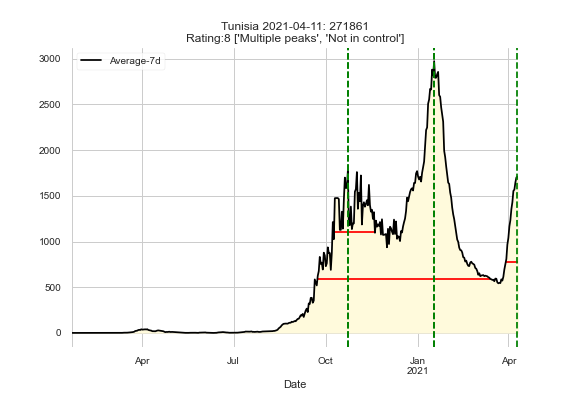 Tunisia 2021-04-11: 271861
Rating:8 ['Multiple peaks', 'Not in control']
Average-7d
3000
2500
2000
1500
1000
500
0
Apr
Jul
Oct
Jan
2021
Apr
Date